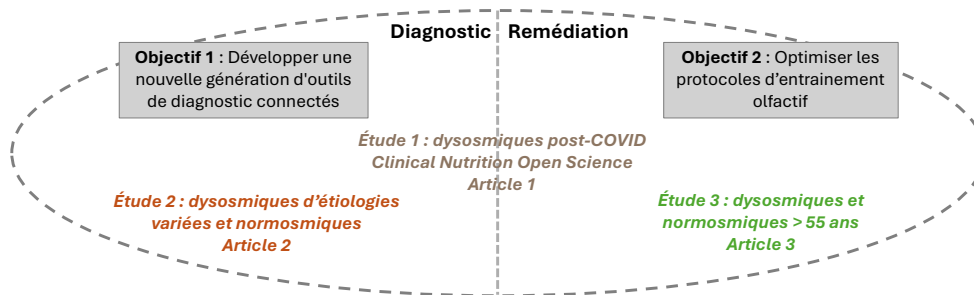 Diagnostic Remédiation
Objectif 1 : Développer une
nouvelle génération d'outils
de diagnostic connectés
Objectif 2 : Optimiser les
protocoles d’entrainement
olfactif
Étude 1 : dysosmiques post-COVID
Clinical Nutrition Open Science
Article 1
Étude 2 : dysosmiques d’étiologies
variées et normosmiques
Article 2
Étude 3 : dysosmiques et
normosmiques > 55 ans
Article 3